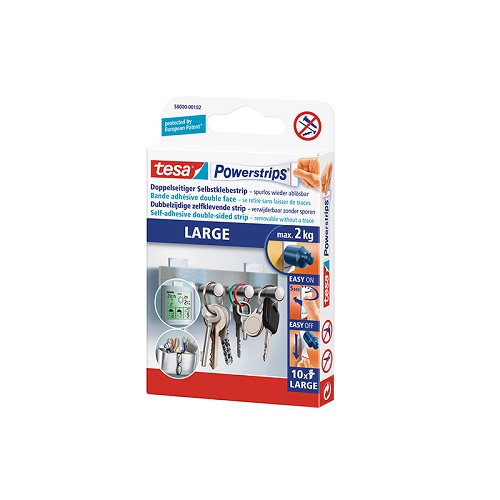 58000-00102
protected by
European Patent*
tesa Powerstrips®
Doppelseitiger Selbstklebestrip – spurlos wieder ablösbar
Bande adhésive double face – se retire sans laisser de traces
Dubbelzijdige zelfklevende strip – verwijderbaar zonder sporen
Self-adhesive double-sided strip – removable without a trace
LARGE
max. 2 kg
EASY ON
5sec
EASY OFF
10x
LARGE